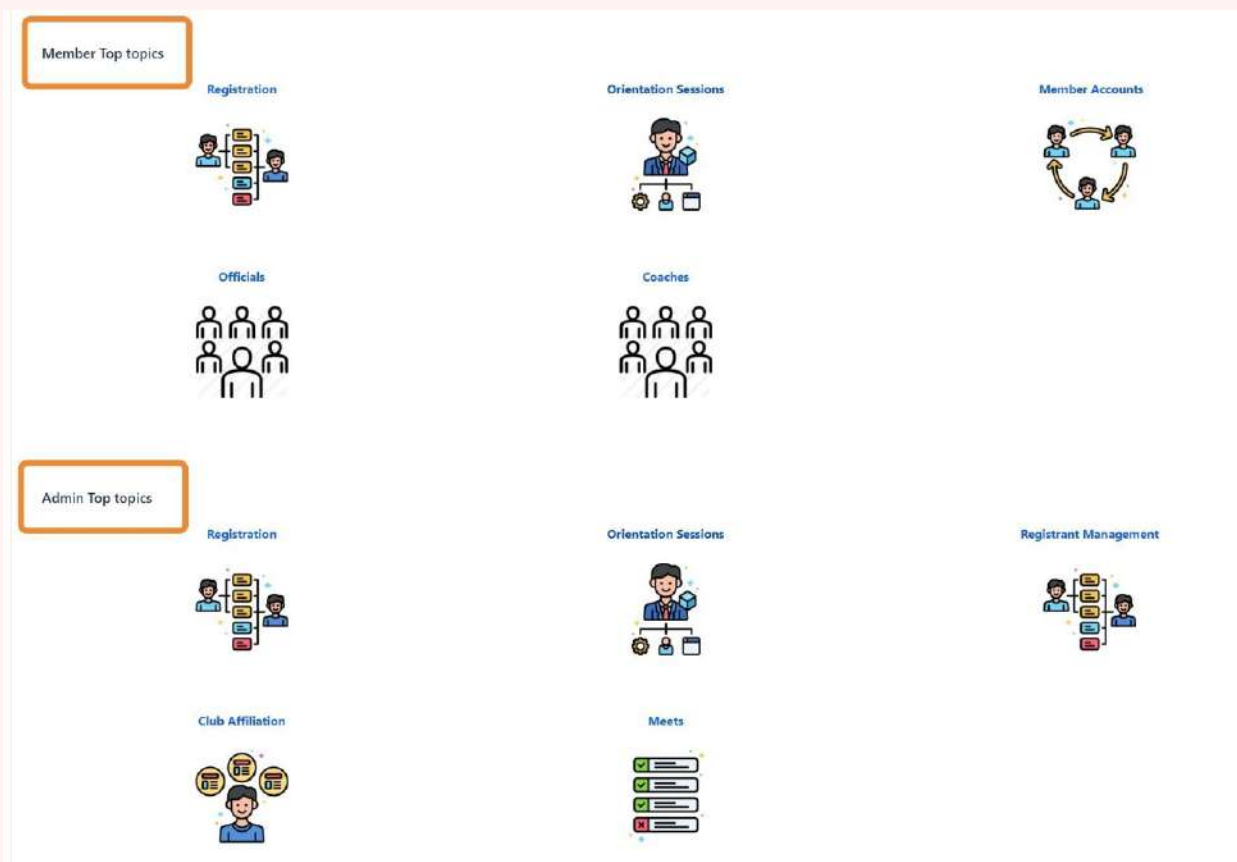 Member Top topics
Registration
Orientation Sessions
Member Accounts
Officials
Coaches
Admin Top topics
Registration
Orientation Sessions
Registrant Management
Club Affiliation
Meets